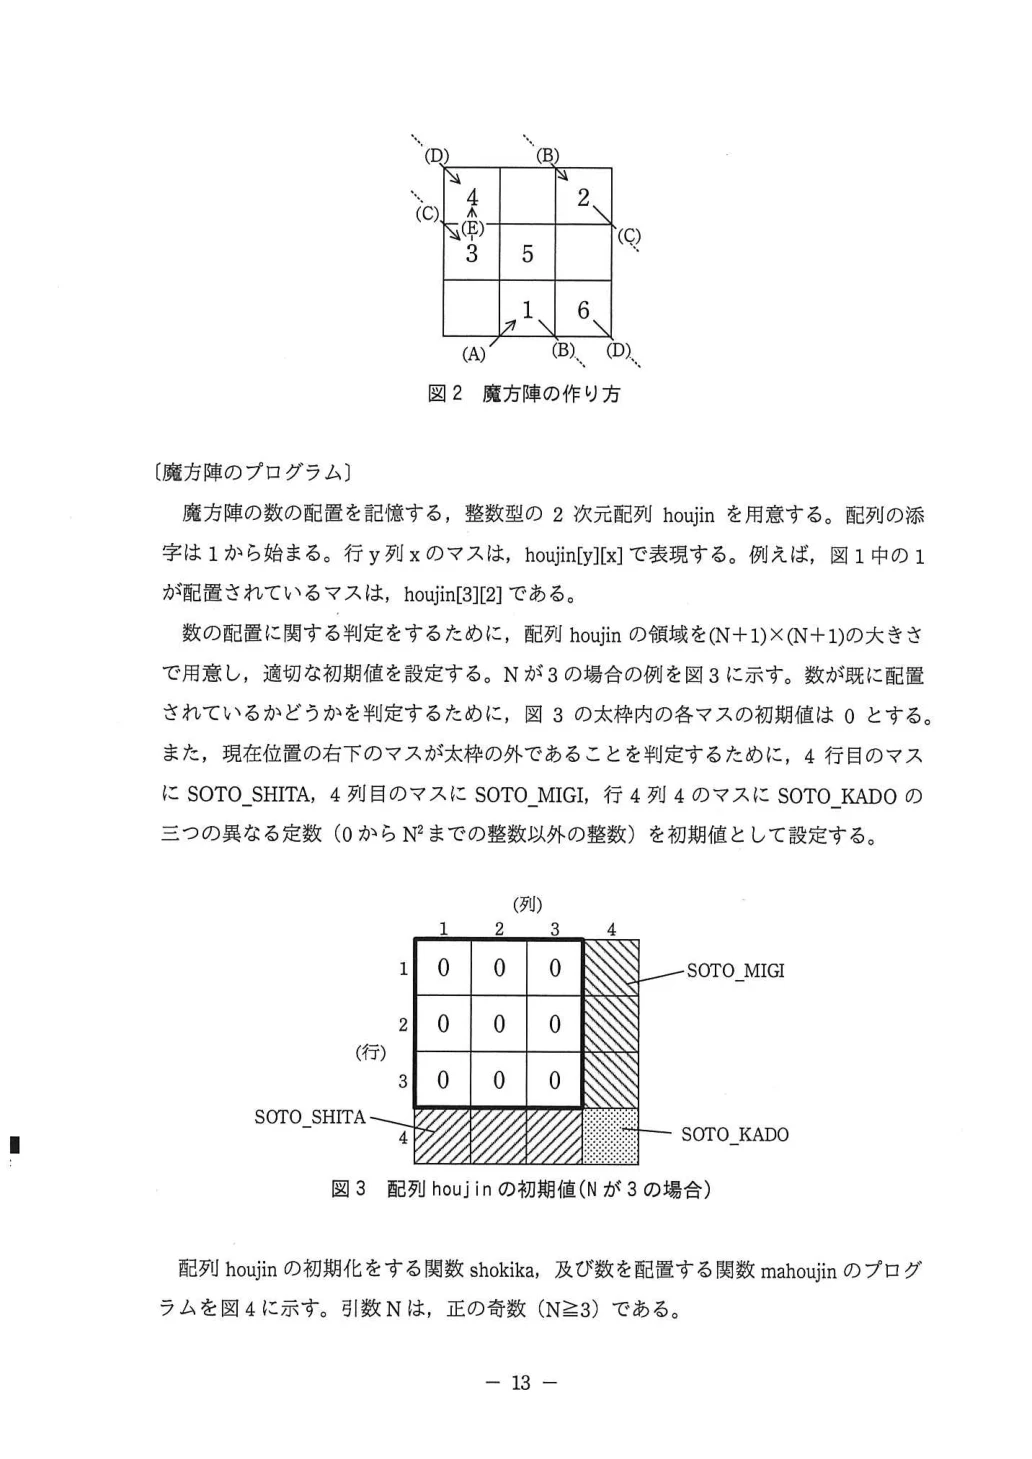 (D) (B)
4 2
(C) (E) (C)
3 5
1 6
(A) (B) (D)
図2 魔方陣の作り方
〔魔方陣のプログラム〕
魔方陣の数の配置を記憶する，整数型の 2 次元配列 houjin を用意する。配列の添
字は1から始まる。行y列xのマスは，houjin[y][x]で表現する。例えば，図1中の1
が配置されているマスは，houjin[3][2]である。
数の配置に関する判定をするために，配列 houjin の領域を(N＋1)×(N＋1)の大きさ
で用意し，適切な初期値を設定する。Nが3の場合の例を図3に示す。数が既に配置
されているかどうかを判定するために，図 3 の太枠内の各マスの初期値は 0 とする。
また，現在位置の右下のマスが太枠の外であることを判定するために，4 行目のマス
に SOTO_SHITA，4 列目のマスに SOTO_MIGI，行 4 列 4 のマスに SOTO_KADO の
三つの異なる定数（0からN²までの整数以外の整数）を初期値として設定する。
(列)
1 2 3 4
1 0 0 0 SOTO_MIGI
2 0 0 0
(行)
3 0 0 0
SOTO_SHITA
4 SOTO_KADO
図3 配列houjinの初期値(Nが3の場合)
配列 houjin の初期化をする関数 shokika，及び数を配置する関数 mahoujin のプログ
ラムを図4に示す。引数Nは，正の奇数（N≧3）である。
－ 13 －